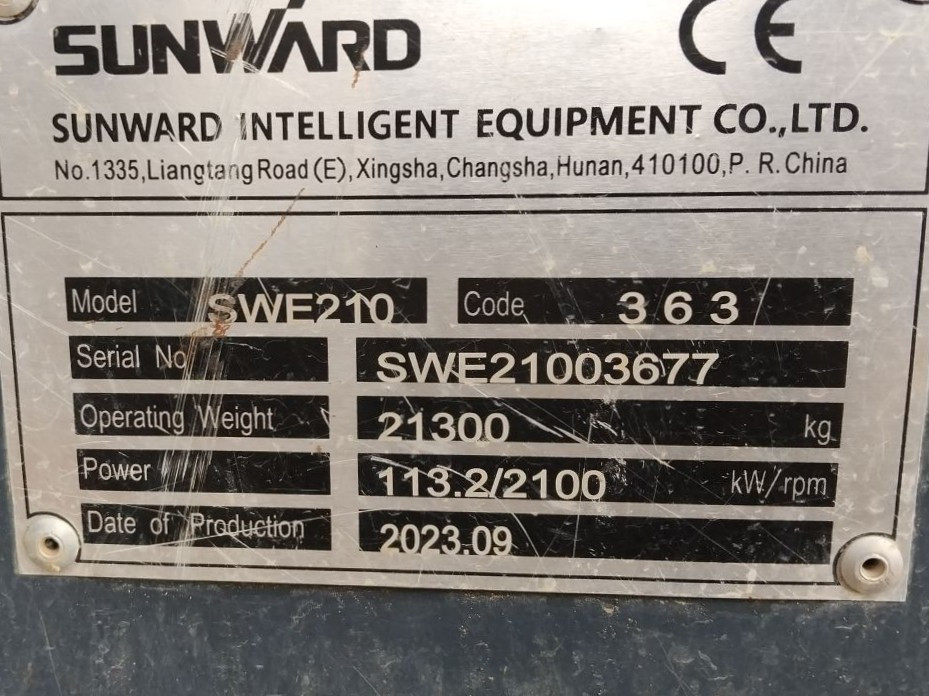 SUNWARD CE
SUNWARD INTELLIGENT EQUIPMENT CO.,LTD.
No.1335,Liangtang Road (E), Xingsha,Changsha,Hunan,410100,P. R. China
Model SWE210 Code 363
Serial No SWE21003677
Operating Weight 21300 kg
Power 113.2/2100 kW/rpm
Date of Production 2023.09